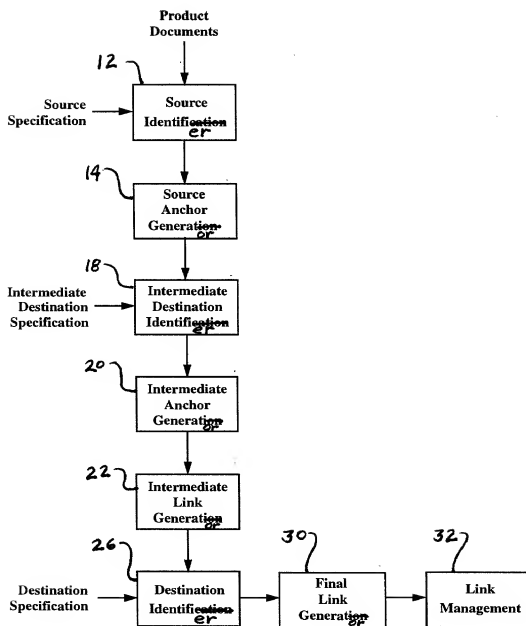 Product
Documents
12
Source
Specification
Source
Identification
er
14
Source
Anchor
Generation
or
18
Intermediate
Destination
Specification
Intermediate
Destination
Identification
er
20
Intermediate
Anchor
Generation
or
22
Intermediate
Link
Generation
or
26
30
32
Destination
Specification
Destination
Identification
er
Final
Link
Generation
or
Link
Management